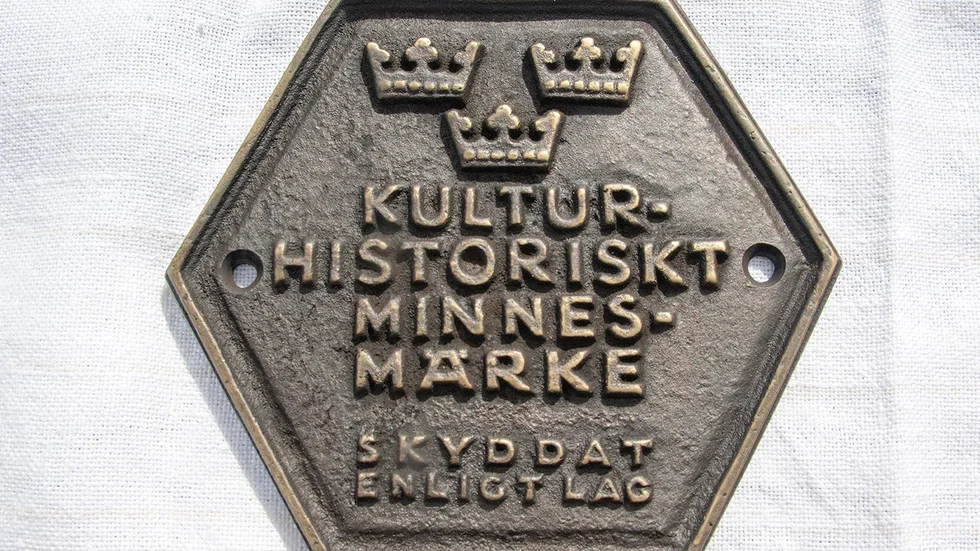 KULTUR-
HISTORISKT
MINNES-
MÄRKE
SKYDDAT
ENLIGT LAG